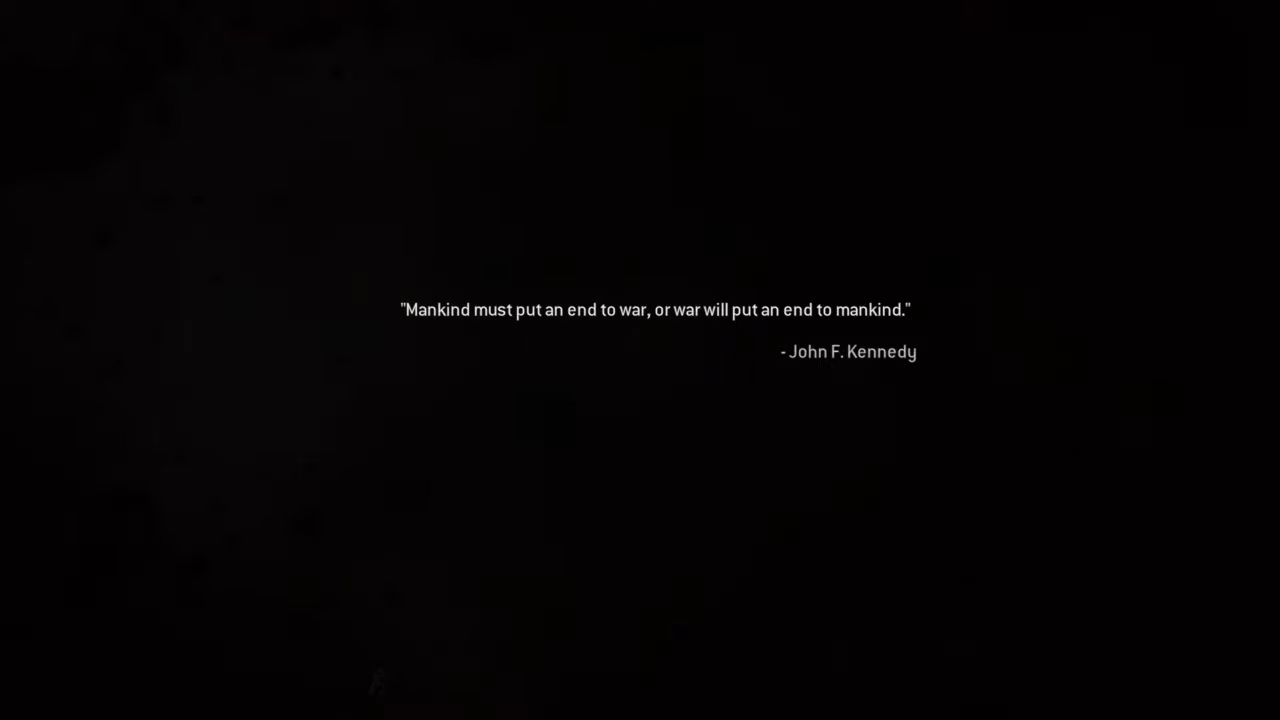 "Mankind must put an end to war, or war will put an end to mankind."
- John F. Kennedy